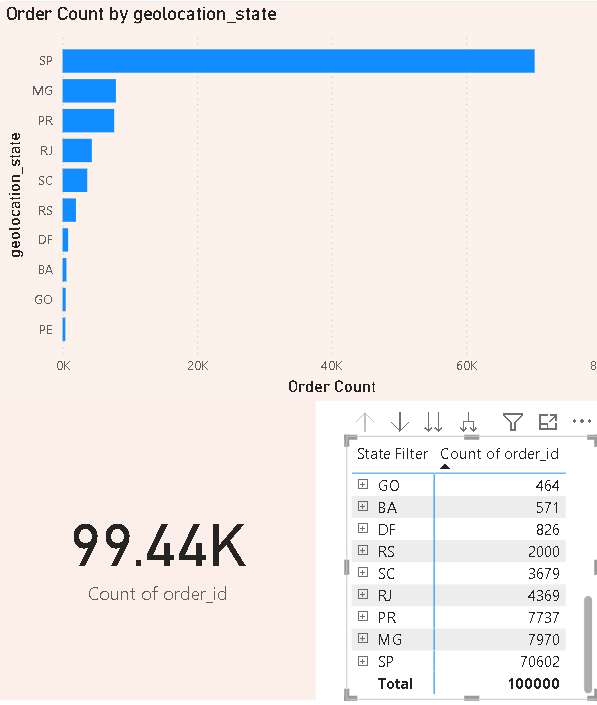 Order Count by geolocation_state
geolocation_state
SP
MG
PR
RJ
SC
RS
DF
BA
GO
PE
0K 20K 40K 60K 8
Order Count
99.44K
Count of order_id
State Filter Count of order_id
GO 464
BA 571
DF 826
RS 2000
SC 3679
RJ 4369
PR 7737
MG 7970
SP 70602
Total 100000